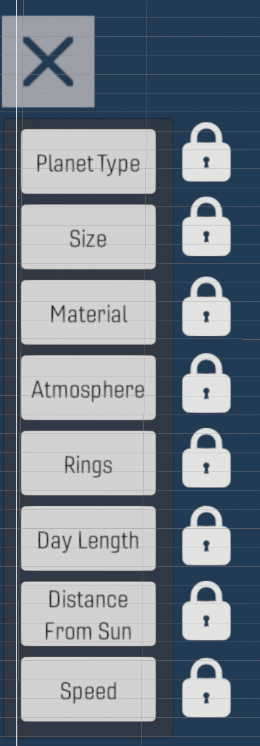 Planet Type
Size
Material
Atmosphere
Rings
Day Length
Distance
From Sun
Speed